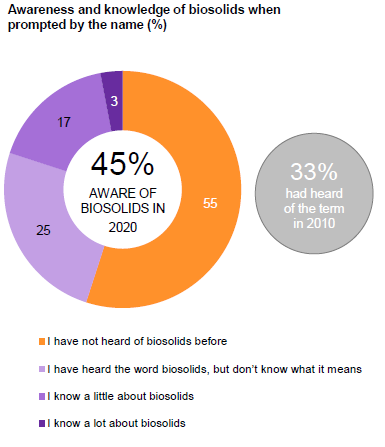 Awareness and knowledge of biosolids when
prompted by the name (%)
3
17
45%
AWARE OF
BIOSOLIDS IN
2020
55
25
33%
had heard
of the term
in 2010
I have not heard of biosolids before
I have heard the word biosolids, but don't know what it means
I know a little about biosolids
I know a lot about biosolids